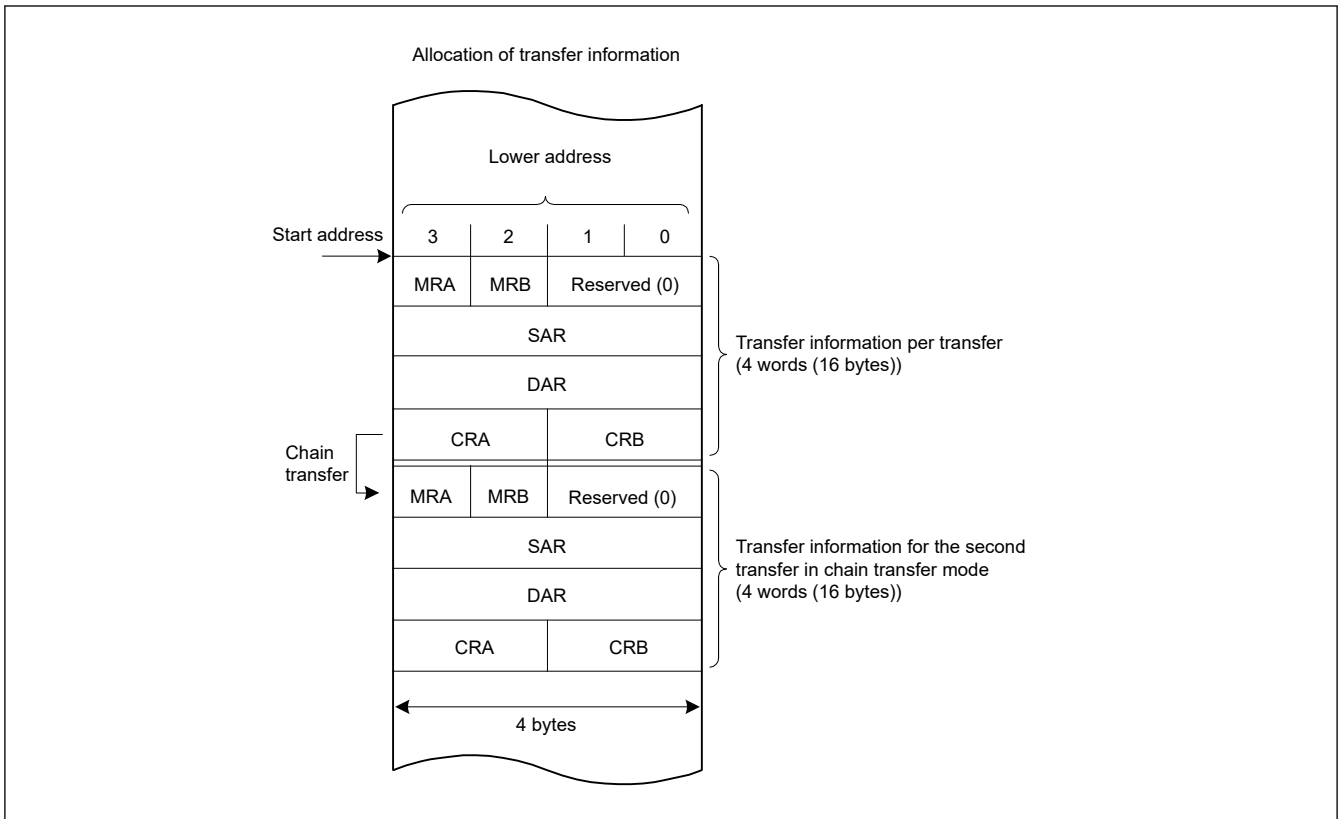 Allocation of transfer information
Lower address
Start address
3 2 1 0
MRA MRB Reserved (0)
SAR
DAR
CRA CRB
Transfer information per transfer
(4 words (16 bytes))
Chain
transfer
MRA MRB Reserved (0)
SAR
DAR
CRA CRB
Transfer information for the second
transfer in chain transfer mode
(4 words (16 bytes))
4 bytes